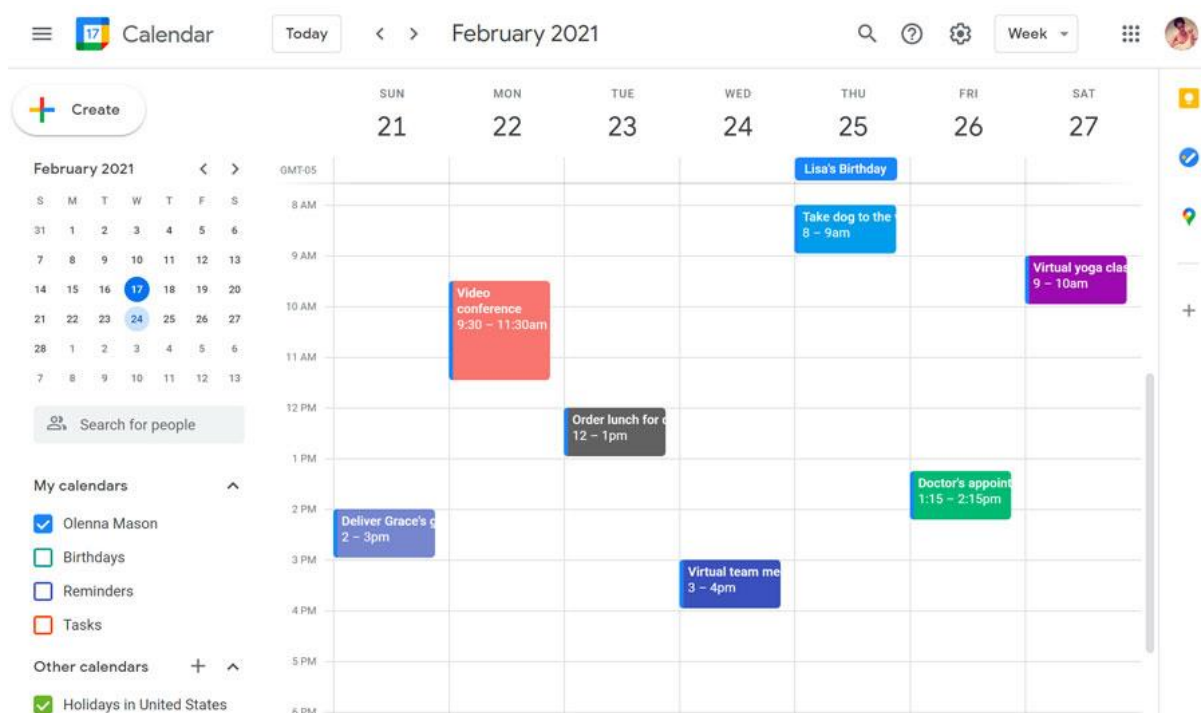 17 Calendar
Today
February 2021
Week
Create
SUN MON TUE WED THU FRI SAT
21 22 23 24 25 26 27
February 2021
S M T W T F S
31 1 2 3 4 5 6
7 8 9 10 11 12 13
14 15 16 17 18 19 20
21 22 23 24 25 26 27
28 1 2 3 4 5 6
7 8 9 10 11 12 13
Search for people
My calendars
Olenna Mason
Birthdays
Reminders
Tasks
Other calendars
Holidays in United States
GMT-05
Lisa's Birthday
8 AM
Take dog to the
8 – 9am
9 AM
Virtual yoga clas
9 – 10am
Video
conference
9:30 – 11:30am
10 AM
11 AM
12 PM
Order lunch for
12 – 1pm
1 PM
Doctor's appoint
1:15 – 2:15pm
2 PM
Deliver Grace's g
2 – 3pm
3 PM
Virtual team me
3 – 4pm
4 PM
5 PM
6 PM